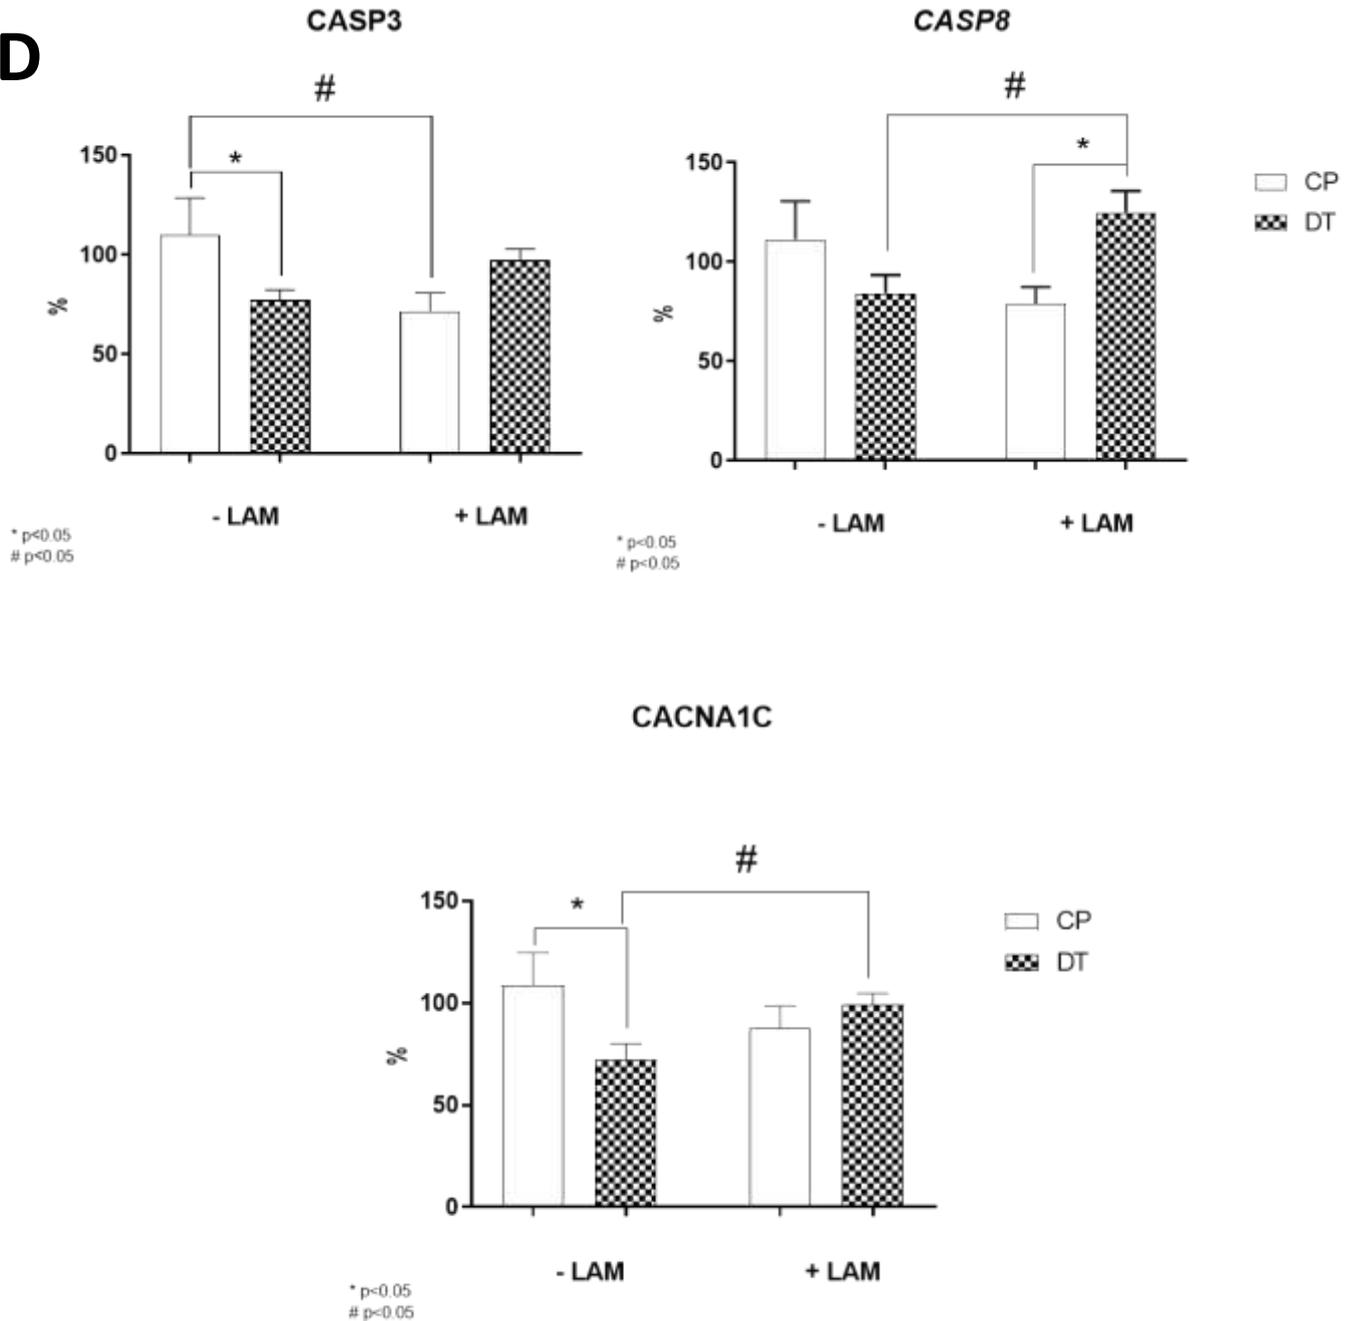 D
CASP3
#
*
150
100
50
0
%
- LAM + LAM
* p<0.05
# p<0.05
CASP8
#
*
150
100
50
0
%
- LAM + LAM
* p<0.05
# p<0.05
CP
DT
CACNA1C
#
*
150
100
50
0
%
- LAM + LAM
* p<0.05
# p<0.05
CP
DT